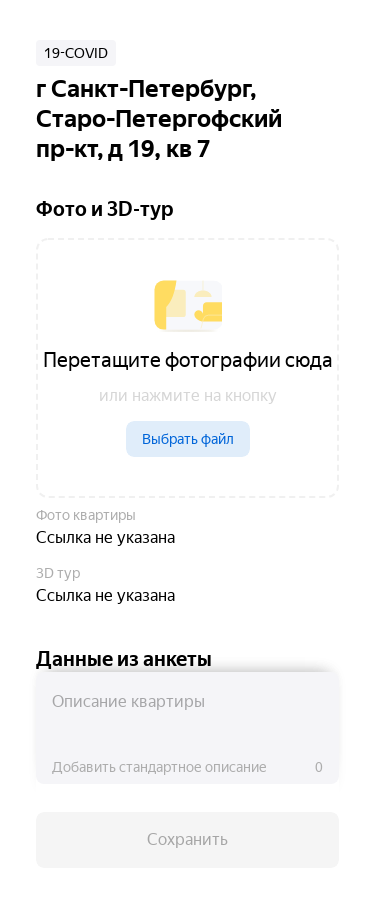 19-COVID
г Санкт-Петербург,
Старо-Петергофский
пр-кт, д 19, кв 7
Фото и 3D-тур
Перетащите фотографии сюда
или нажмите на кнопку
Выбрать файл
Фото квартиры
Ссылка не указана
3D тур
Ссылка не указана
Данные из анкеты
Описание квартиры
Добавить стандартное описание 0
Сохранить